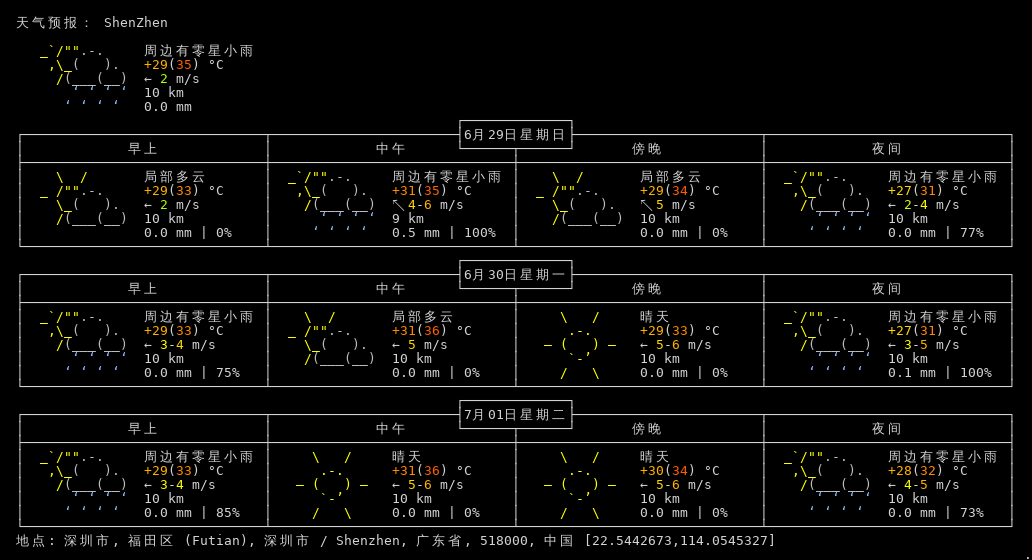 天气预报： ShenZhen
周边有零星小雨
+29(35) °C
← 2 m/s
10 km
0.0 mm
6月29日星期日
早上 中午 傍晚 夜间
局部多云 周边有零星小雨 局部多云 周边有零星小雨
+29(33) °C +31(35) °C +29(34) °C +27(31) °C
← 2 m/s ↖ 4-6 m/s ↖ 5 m/s ← 2-4 m/s
10 km 9 km 10 km 10 km
0.0 mm | 0% 0.5 mm | 100% 0.0 mm | 0% 0.0 mm | 77%
6月30日星期一
早上 中午 傍晚 夜间
周边有零星小雨 局部多云 晴天 周边有零星小雨
+29(33) °C +31(36) °C +29(33) °C +27(31) °C
← 3-4 m/s ← 5 m/s ← 5-6 m/s ← 3-5 m/s
10 km 10 km 10 km 10 km
0.0 mm | 75% 0.0 mm | 0% 0.0 mm | 0% 0.1 mm | 100%
7月01日星期二
早上 中午 傍晚 夜间
周边有零星小雨 晴天 晴天 周边有零星小雨
+29(33) °C +31(36) °C +30(34) °C +28(32) °C
← 3-4 m/s ← 5-6 m/s ← 5-6 m/s ← 4-5 m/s
10 km 10 km 10 km 10 km
0.0 mm | 85% 0.0 mm | 0% 0.0 mm | 0% 0.0 mm | 73%
地点: 深圳市, 福田区 (Futian), 深圳市 / Shenzhen, 广东省, 518000, 中国 [22.5442673,114.0545327]